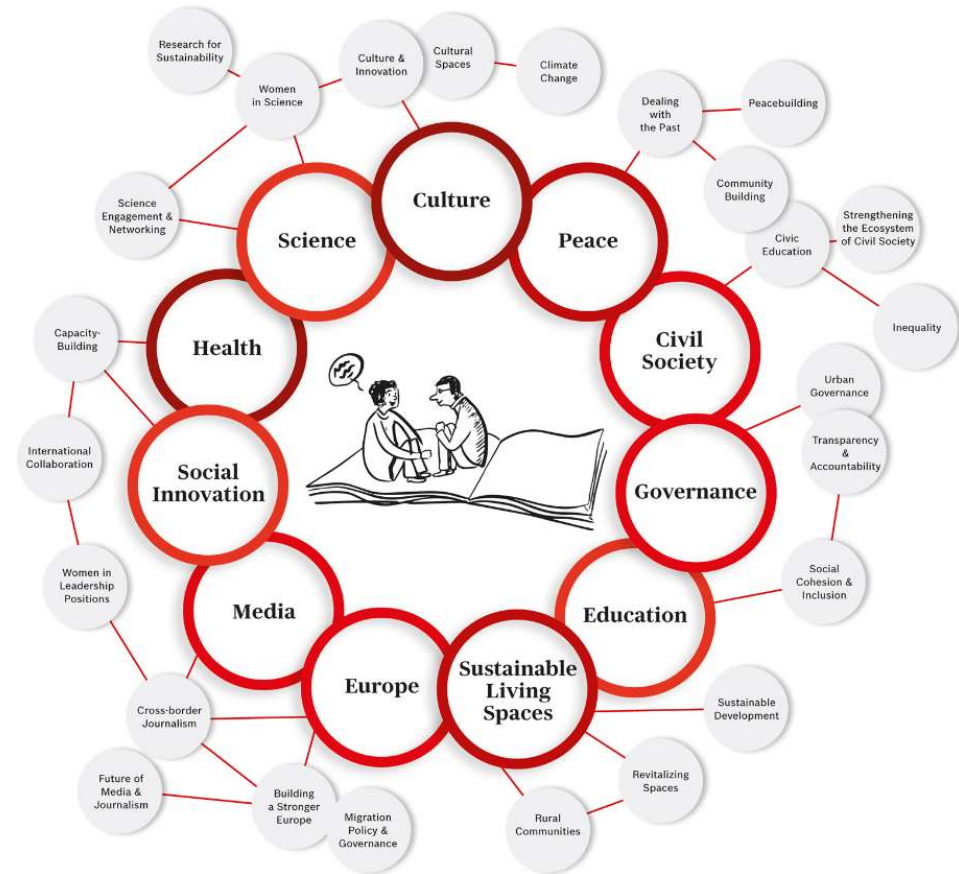 Research for
Sustainability
Women
in Science
Culture &
Innovation
Cultural
Spaces
Climate
Change
Dealing
with
the Past
Peacebuilding
Community
Building
Science
Engagement &
Networking
Civic
Education
Strengthening
the Ecosystem
of Civil Society
Inequality
Culture
Science
Peace
Health
Civil
Society
Capacity-
Building
Urban
Governance
International
Collaboration
Transparency
&
Accountability
Social
Innovation
Governance
Women in
Leadership
Positions
Social
Cohesion &
Inclusion
Media
Education
Europe
Sustainable
Living
Spaces
Cross-border
Journalism
Sustainable
Development
Future of
Media &
Journalism
Building
a Stronger
Europe
Migration
Policy &
Governance
Rural
Communities
Revitalizing
Spaces